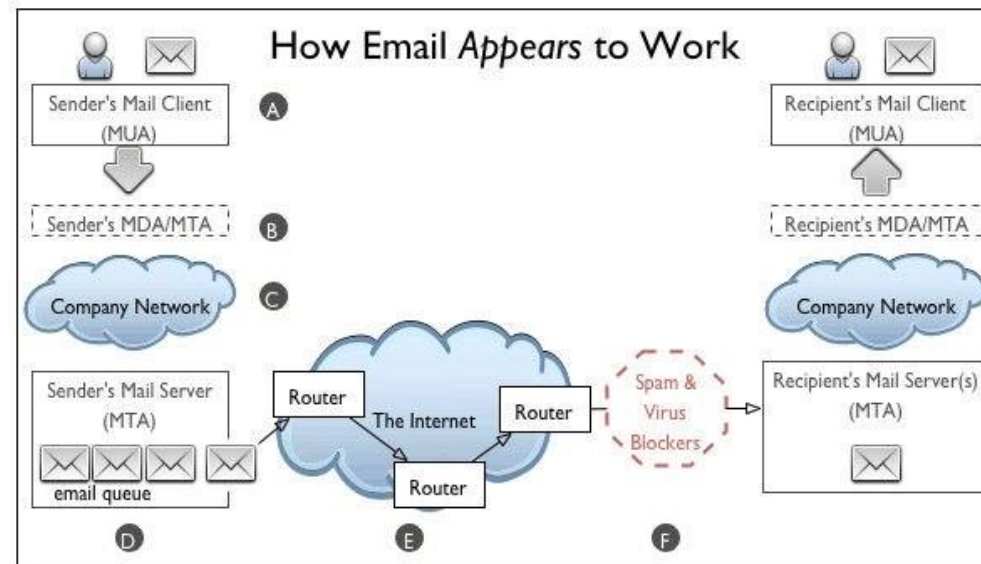 How Email Appears to Work
Sender's Mail Client
(MUA)
A
Recipient's Mail Client
(MUA)
Sender's MDA/MTA
B
Recipient's MDA/MTA
Company Network
C
Company Network
Sender's Mail Server
(MTA)
email queue
Router
The Internet
Router
Router
Spam &
Virus
Blockers
Recipient's Mail Server(s)
(MTA)
D
E
F